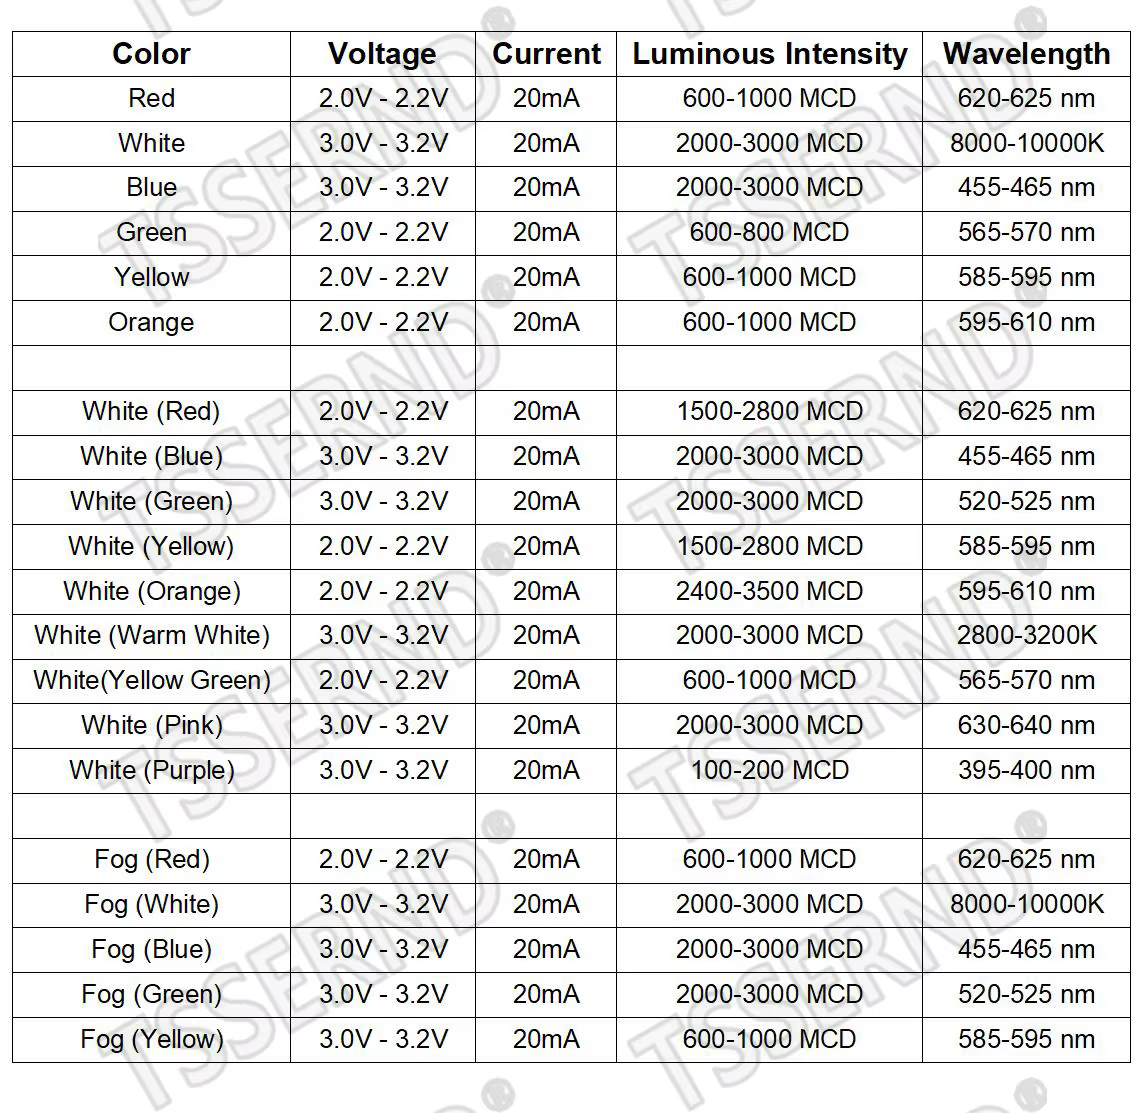 Color Voltage Current Luminous Intensity Wavelength
Red 2.0V - 2.2V 20mA 600-1000 MCD 620-625 nm
White 3.0V - 3.2V 20mA 2000-3000 MCD 8000-10000K
Blue 3.0V - 3.2V 20mA 2000-3000 MCD 455-465 nm
Green 2.0V - 2.2V 20mA 600-800 MCD 565-570 nm
Yellow 2.0V - 2.2V 20mA 600-1000 MCD 585-595 nm
Orange 2.0V - 2.2V 20mA 600-1000 MCD 595-610 nm
White (Red) 2.0V - 2.2V 20mA 1500-2800 MCD 620-625 nm
White (Blue) 3.0V - 3.2V 20mA 2000-3000 MCD 455-465 nm
White (Green) 3.0V - 3.2V 20mA 2000-3000 MCD 520-525 nm
White (Yellow) 2.0V - 2.2V 20mA 1500-2800 MCD 585-595 nm
White (Orange) 2.0V - 2.2V 20mA 2400-3500 MCD 595-610 nm
White (Warm White) 3.0V - 3.2V 20mA 2000-3000 MCD 2800-3200K
White(Yellow Green) 2.0V - 2.2V 20mA 600-1000 MCD 565-570 nm
White (Pink) 3.0V - 3.2V 20mA 2000-3000 MCD 630-640 nm
White (Purple) 3.0V - 3.2V 20mA 100-200 MCD 395-400 nm
Fog (Red) 2.0V - 2.2V 20mA 600-1000 MCD 620-625 nm
Fog (White) 3.0V - 3.2V 20mA 2000-3000 MCD 8000-10000K
Fog (Blue) 3.0V - 3.2V 20mA 2000-3000 MCD 455-465 nm
Fog (Green) 3.0V - 3.2V 20mA 2000-3000 MCD 520-525 nm
Fog (Yellow) 3.0V - 3.2V 20mA 600-1000 MCD 585-595 nm
TSSERND®
TSSERND®
TSSERND®
TSSERND®
TSSERND®
TSSERND®
TSSERND®
TSSERND®